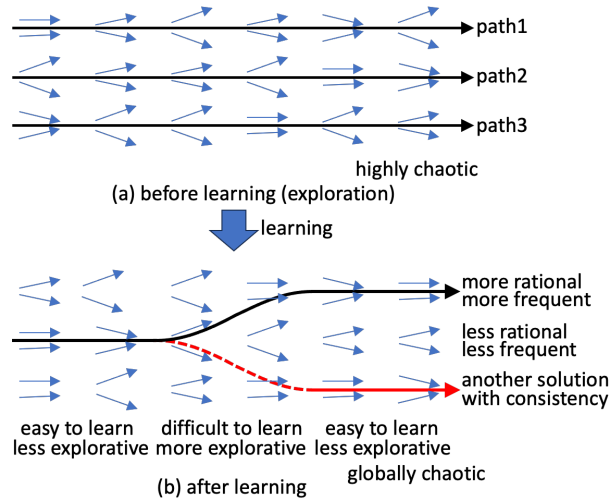 path1
path2
path3
highly chaotic
(a) before learning (exploration)
learning
more rational
more frequent
less rational
less frequent
another solution
with consistency
easy to learn
less explorative
difficult to learn
more explorative
easy to learn
less explorative
globally chaotic
(b) after learning